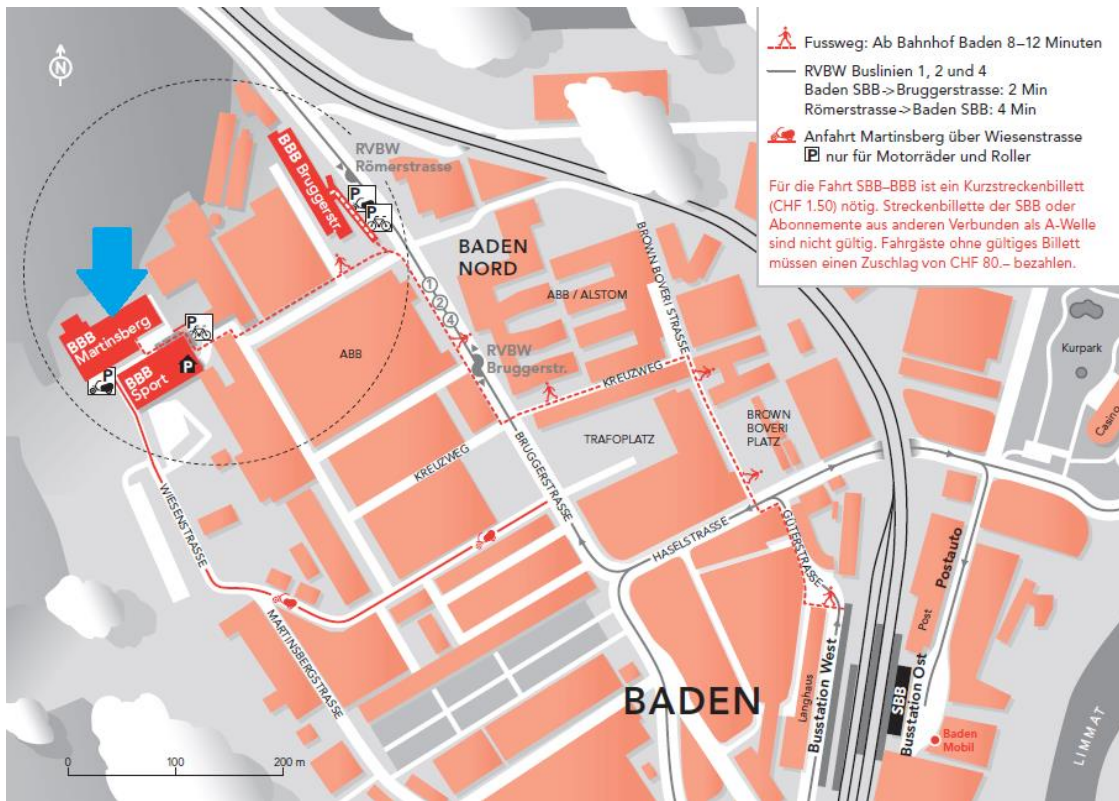 N
Fussweg: Ab Bahnhof Baden 8–12 Minuten
RVBW Buslinien 1, 2 und 4
Baden SBB->Bruggerstrasse: 2 Min
Römerstrasse->Baden SBB: 4 Min
Anfahrt Martinsberg über Wiesenstrasse
P nur für Motorräder und Roller
Für die Fahrt SBB–BBB ist ein Kurzstreckenbillett
(CHF 1.50) nötig. Streckenbillette der SBB oder
Abonnemente aus anderen Verbunden als A-Welle
sind nicht gültig. Fahrgäste ohne gültiges Billett
müssen einen Zuschlag von CHF 80.– bezahlen.
BBB Bruggerstr.
RVBW
Römerstrasse
P
P
BADEN
NORD
BROWN BOVERI STRASSE
ABB / ALSTOM
1
2
4
RVBW
Bruggerstr.
BBB
Martinsberg
BBB
Sport
P
P
P
ABB
KREUZWEG
KREUZWEG
TRAFOPLATZ
BROWN
BOVERI
PLATZ
Kurpark
Casino
BRUGGERSTRASSE
WIESENSTRASSE
HASELSTRASSE
GÜTERSTRASSE
MARTINSBERGSTRASSE
Postauto
Post
Langhaus
Busstation West
SBB
Busstation Ost
BADEN
Baden
Mobil
LIMMAT
0 100 200 m